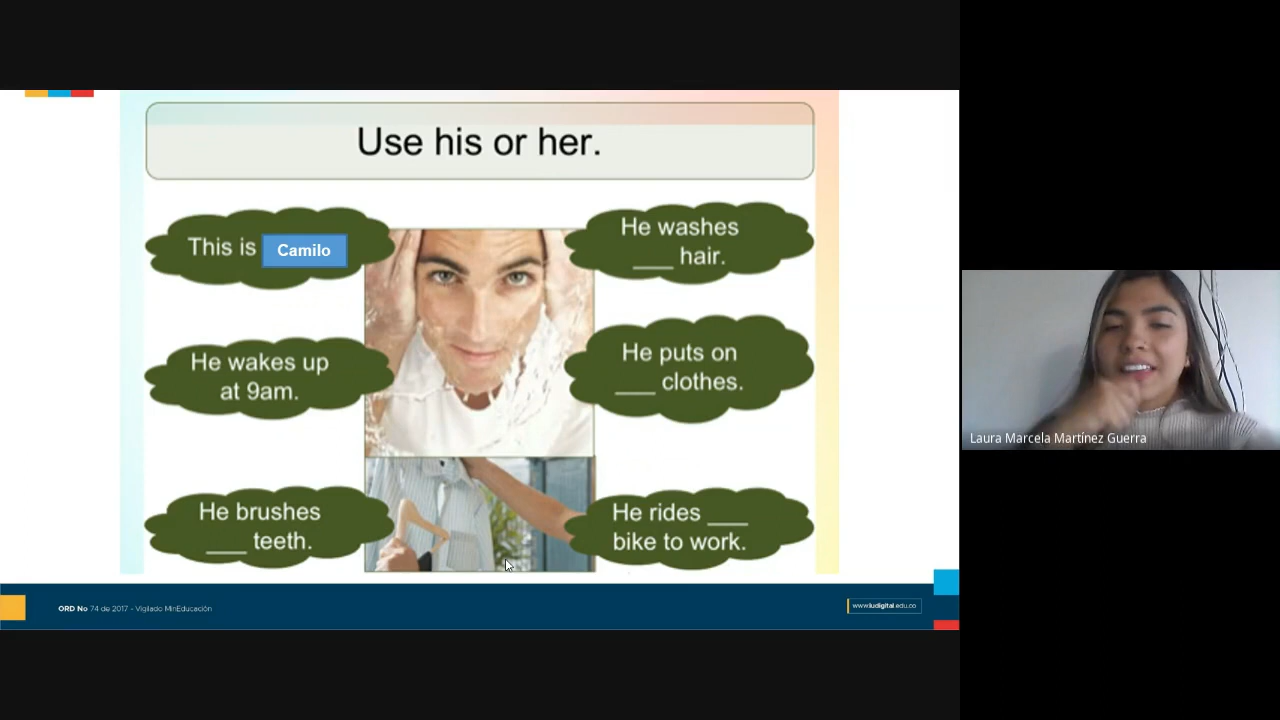 Use his or her.
This is Camilo
He wakes up
at 9am.
He brushes
___ teeth.
He washes
___ hair.
He puts on
___ clothes.
He rides ___
bike to work.
Laura Marcela Martínez Guerra
ORD No 74 de 2017 - Vigilado MinEducación
www.iudigital.edu.co